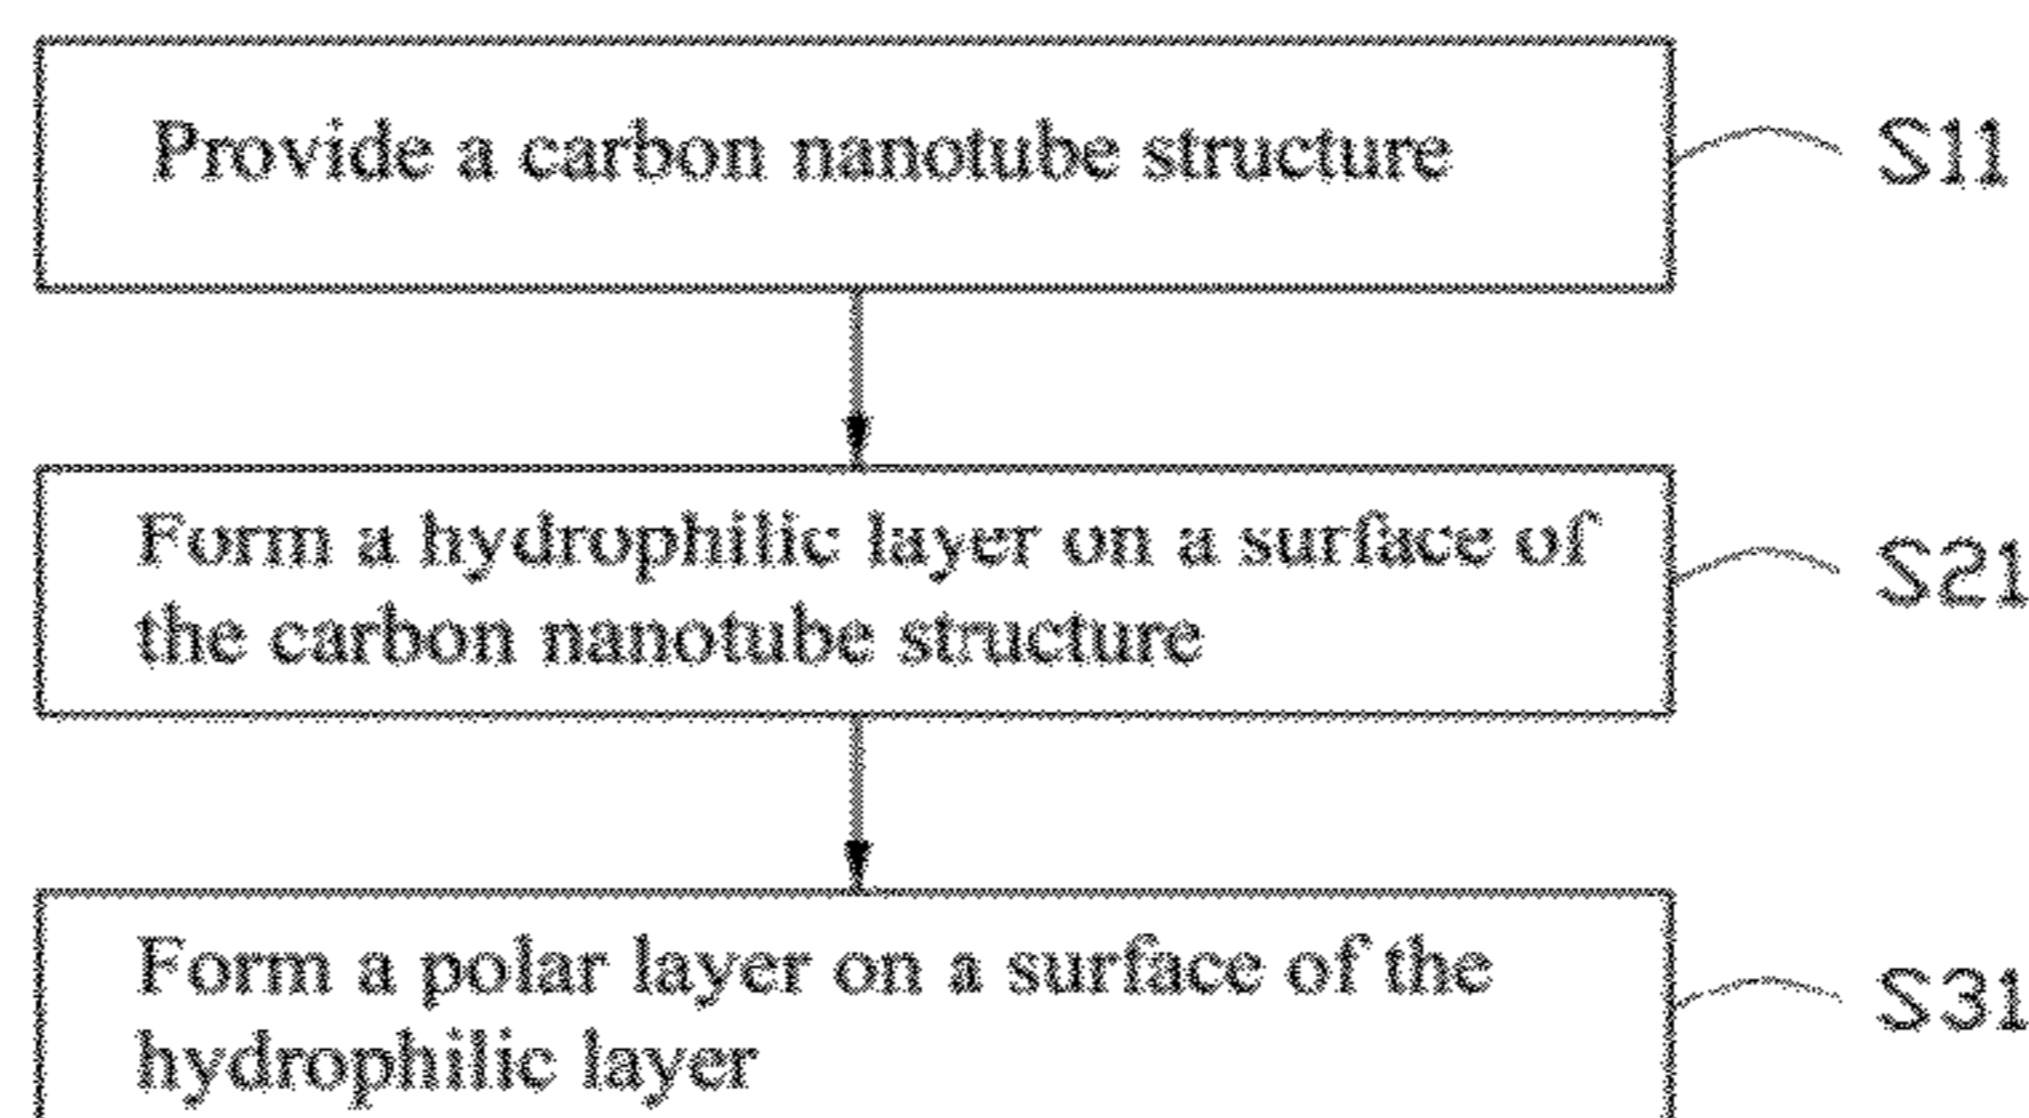 Provide a carbon nanotube structure
S11
Form a hydrophilic layer on a surface of
the carbon nanotube structure
S21
Form a polar layer on a surface of the
hydrophilic layer
S31